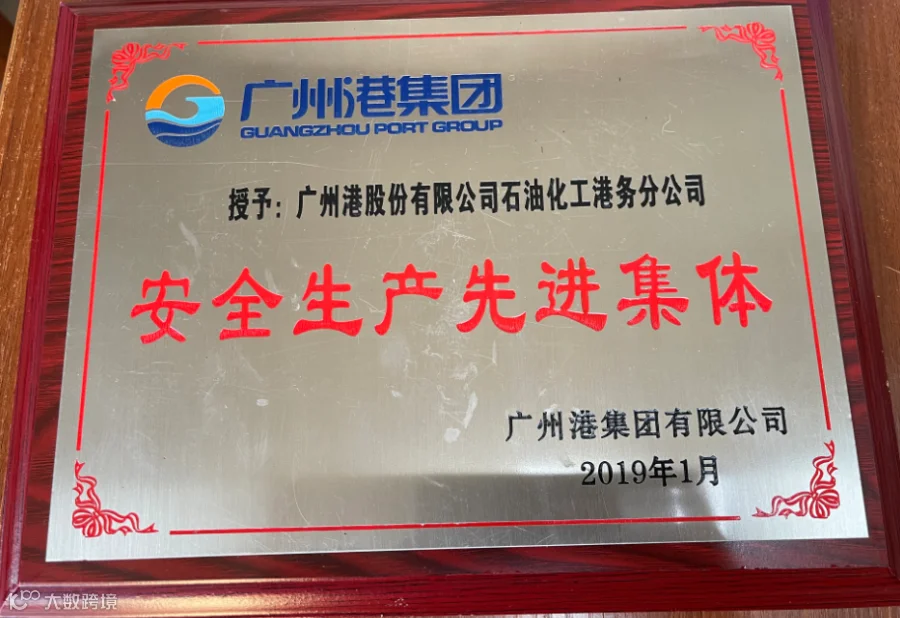 广州港集团
GUANGZHOU PORT GROUP
授予：广州港股份有限公司石油化工港务分公司
安全生产先进集体
广州港集团有限公司
2019年1月
大数跨境